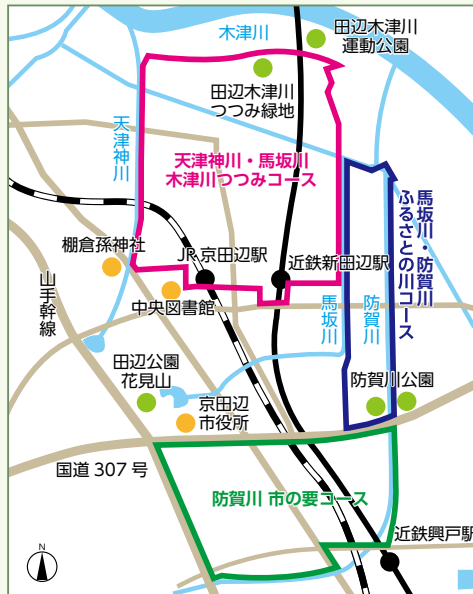 木津川
田辺木津川
運動公園
田辺木津川
つつみ緑地
天津神川
天津神川・馬坂川
木津川つつみコース
馬坂川・防賀川
ふるさとの川コース
棚倉孫神社
JR 京田辺駅
近鉄新田辺駅
中央図書館
山手幹線
馬坂川
防賀川
田辺公園
花見山
防賀川公園
京田辺
市役所
国道 307 号
防賀川 市の要コース
近鉄興戸駅
N